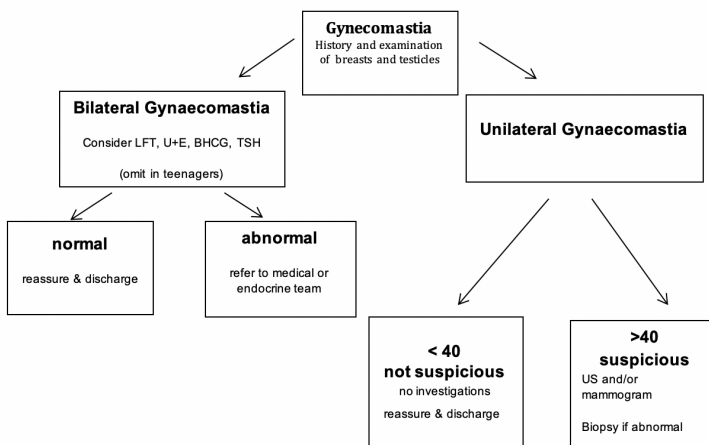 Gynecomastia
History and examination
of breasts and testicles
Bilateral Gynaecomastia
Consider LFT, U+E, BHCG, TSH
(omit in teenagers)
Unilateral Gynaecomastia
normal
reassure & discharge
abnormal
refer to medical or
endocrine team
< 40
not suspicious
no investigations
reassure & discharge
>40
suspicious
US and/or
mammogram
Biopsy if abnormal